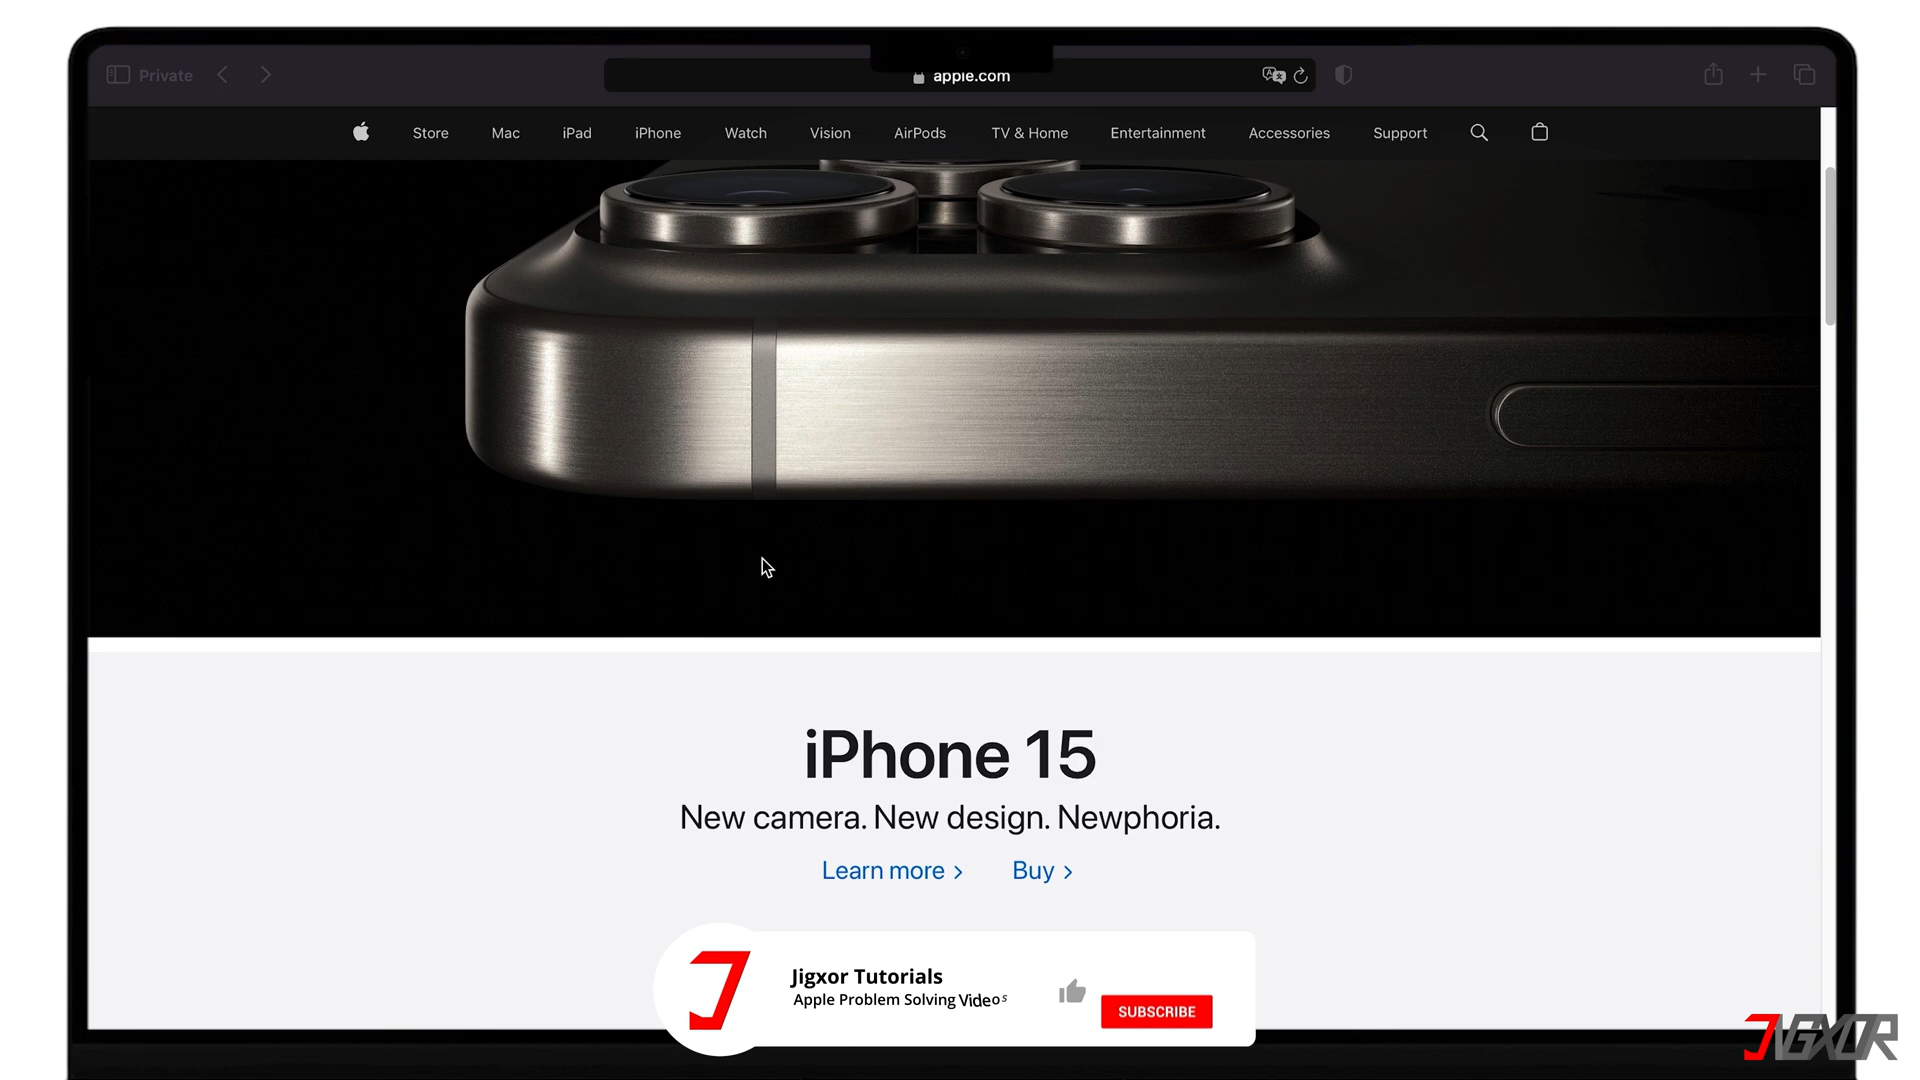 Private
apple.com
Store Mac iPad iPhone Watch Vision AirPods TV & Home Entertainment Accessories Support
iPhone 15
New camera. New design. Newphoria.
Learn more > Buy >
Jigxor Tutorials
Apple Problem Solving Videos
SUBSCRIBE
JIGXOR